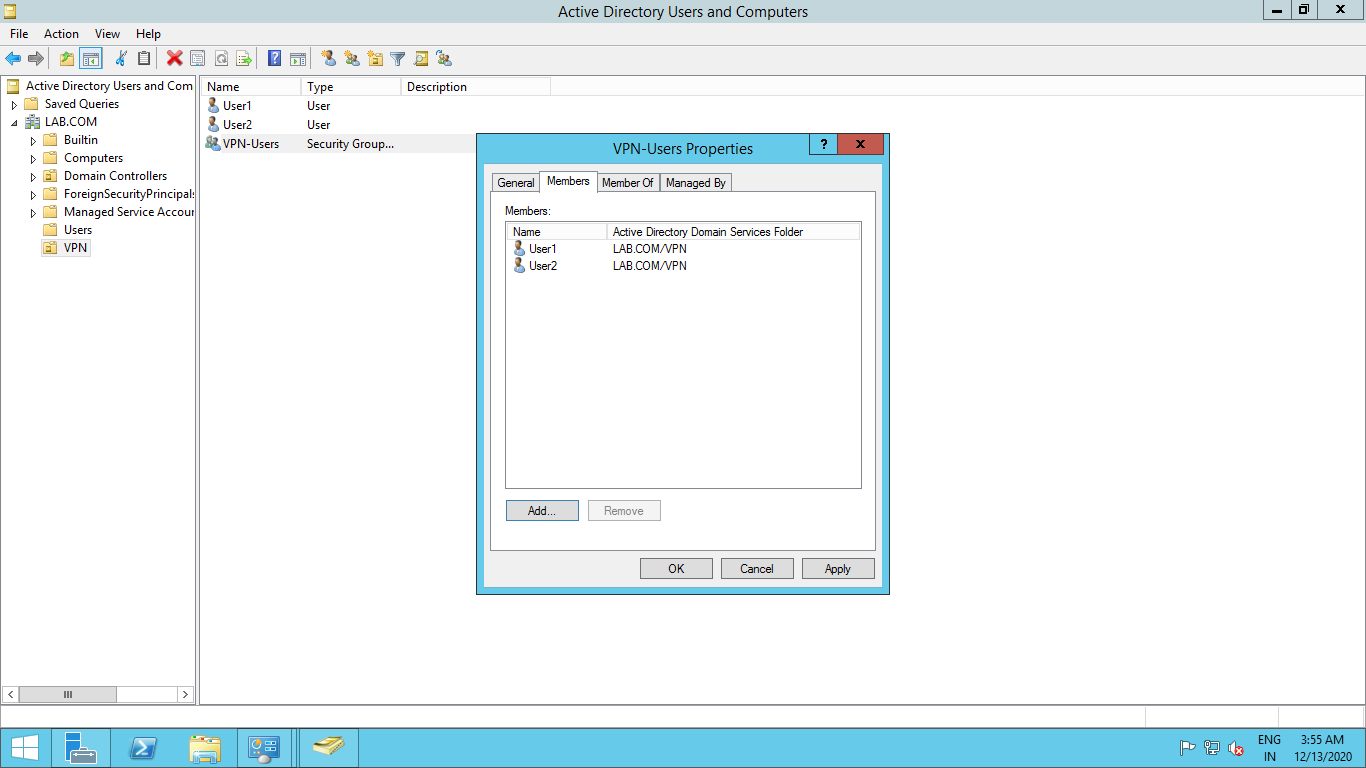 Active Directory Users and Computers
File Action View Help
Active Directory Users and Com
Saved Queries
LAB.COM
Builtin
Computers
Domain Controllers
ForeignSecurityPrincipals
Managed Service Accour
Users
VPN
Name Type Description
User1 User
User2 User
VPN-Users Security Group...
VPN-Users Properties
General Members Member Of Managed By
Members:
Name Active Directory Domain Services Folder
User1 LAB.COM/VPN
User2 LAB.COM/VPN
Add... Remove
OK Cancel Apply
ENG 3:55 AM
IN 12/13/2020